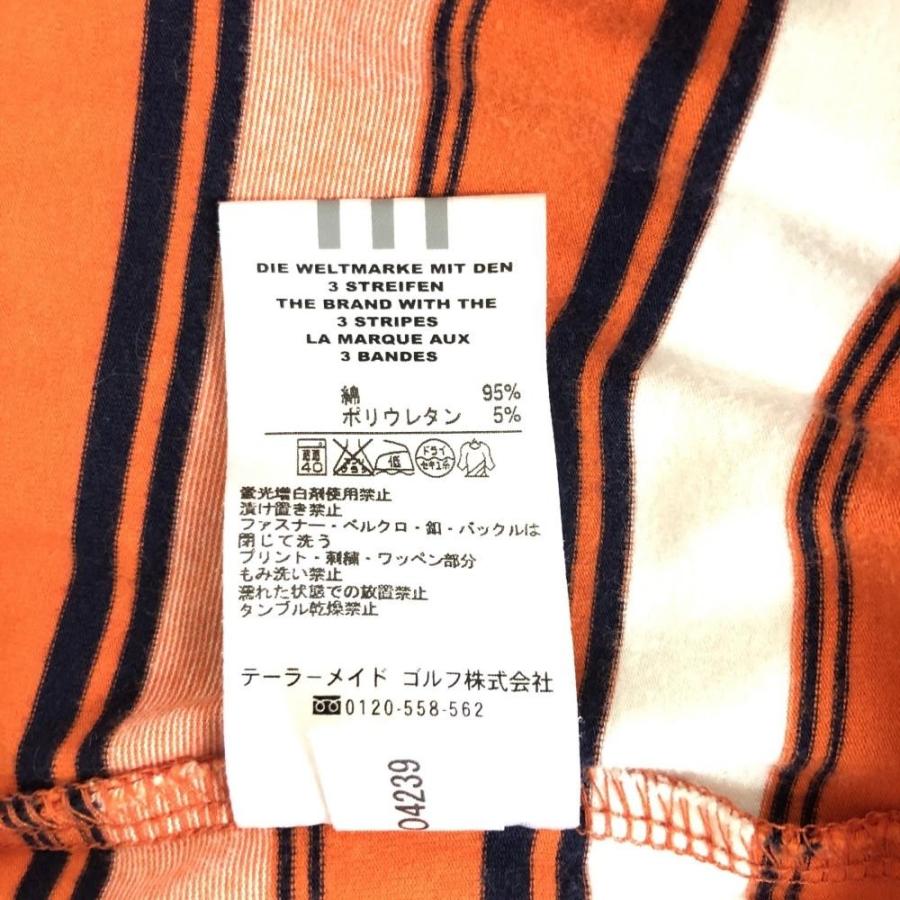 DIE WELTMARKE MIT DEN
3 STREIFEN
THE BRAND WITH THE
3 STRIPES
LA MARQUE AUX
3 BANDES
綿 95%
ポリウレタン 5%
40 低 ドライ
蛍光増白剤使用禁止
漬け置き禁止
ファスナー・ベルクロ・釦・バックルは
閉じて洗う
プリント・刺繍・ワッペン部分
もみ洗い禁止
濡れた状態での放置禁止
タンブル乾燥禁止
テーラーメイド ゴルフ株式会社
0120-558-562
04239